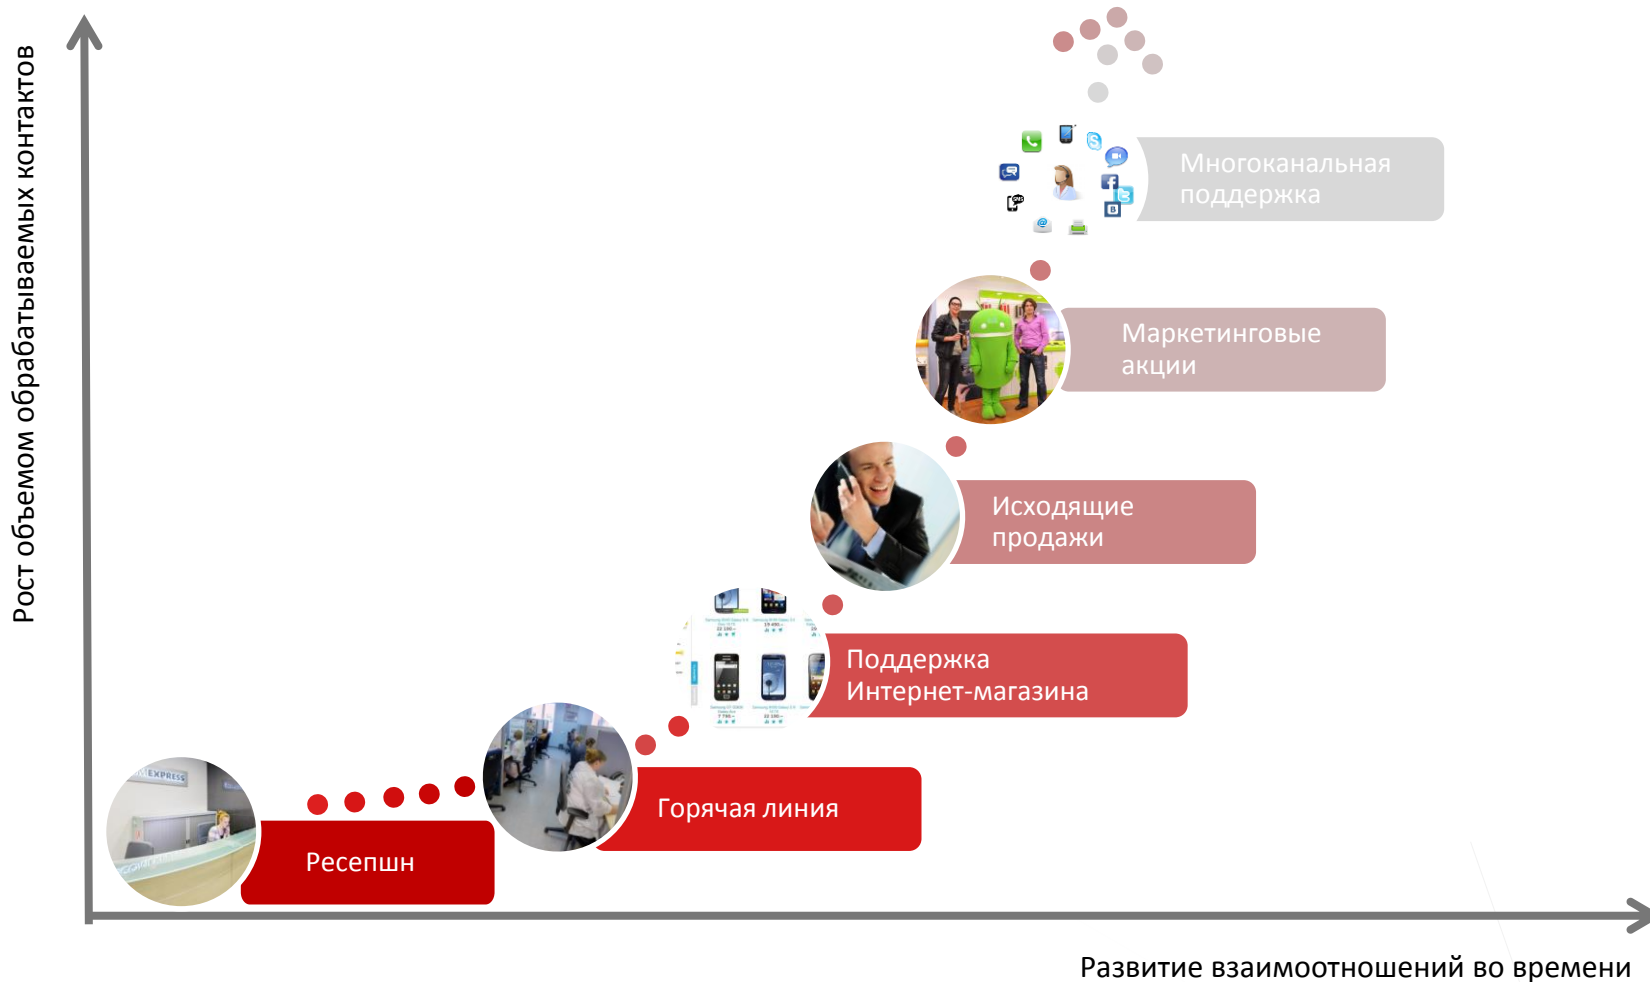 Рост объемом обрабатываемых контактов
Многоканальная
поддержка
Маркетинговые
акции
Исходящие
продажи
Поддержка
Интернет-магазина
Горячая линия
EXPRESS
Ресепшн
Развитие взаимоотношений во времени